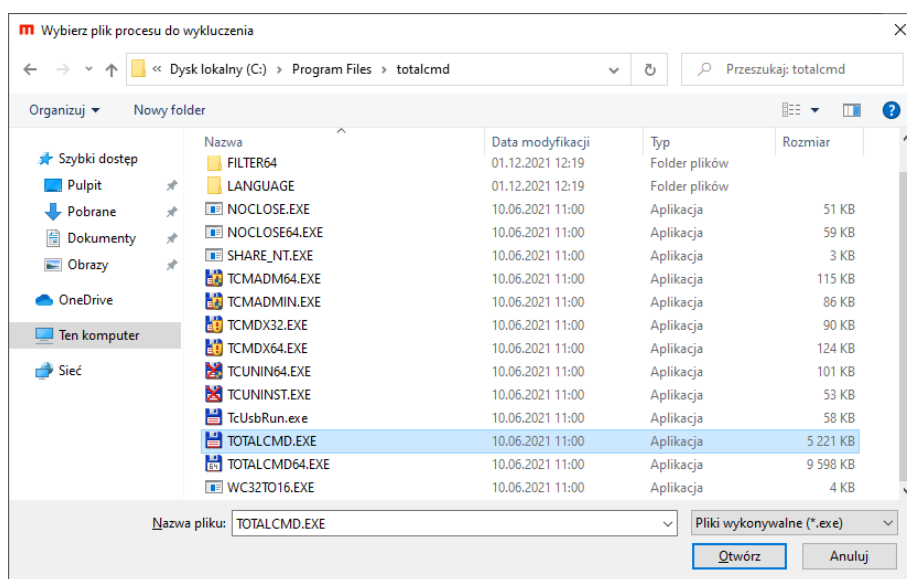 Wybierz plik procesu do wykluczenia
« Dysk lokalny (C:) › Program Files › totalcmd
Przeszukaj: totalcmd
Organizuj Nowy folder
Nazwa Data modyfikacji Typ Rozmiar
Szybki dostęp
Pulpit
Pobrane
Dokumenty
Obrazy
OneDrive
Ten komputer
Sieć
FILTER64 01.12.2021 12:19 Folder plików
LANGUAGE 01.12.2021 12:19 Folder plików
NOCLOSE.EXE 10.06.2021 11:00 Aplikacja 51 KB
NOCLOSE64.EXE 10.06.2021 11:00 Aplikacja 59 KB
SHARE_NT.EXE 10.06.2021 11:00 Aplikacja 3 KB
TCMADM64.EXE 10.06.2021 11:00 Aplikacja 115 KB
TCMADMIN.EXE 10.06.2021 11:00 Aplikacja 86 KB
TCMDX32.EXE 10.06.2021 11:00 Aplikacja 90 KB
TCMDX64.EXE 10.06.2021 11:00 Aplikacja 124 KB
TCUNIN64.EXE 10.06.2021 11:00 Aplikacja 101 KB
TCUNINST.EXE 10.06.2021 11:00 Aplikacja 53 KB
TcUsbRun.exe 10.06.2021 11:00 Aplikacja 58 KB
TOTALCMD.EXE 10.06.2021 11:00 Aplikacja 5 221 KB
TOTALCMD64.EXE 10.06.2021 11:00 Aplikacja 9 598 KB
WC32TO16.EXE 10.06.2021 11:00 Aplikacja 4 KB
Nazwa pliku: TOTALCMD.EXE Pliki wykonywalne (*.exe)
Otwórz Anuluj